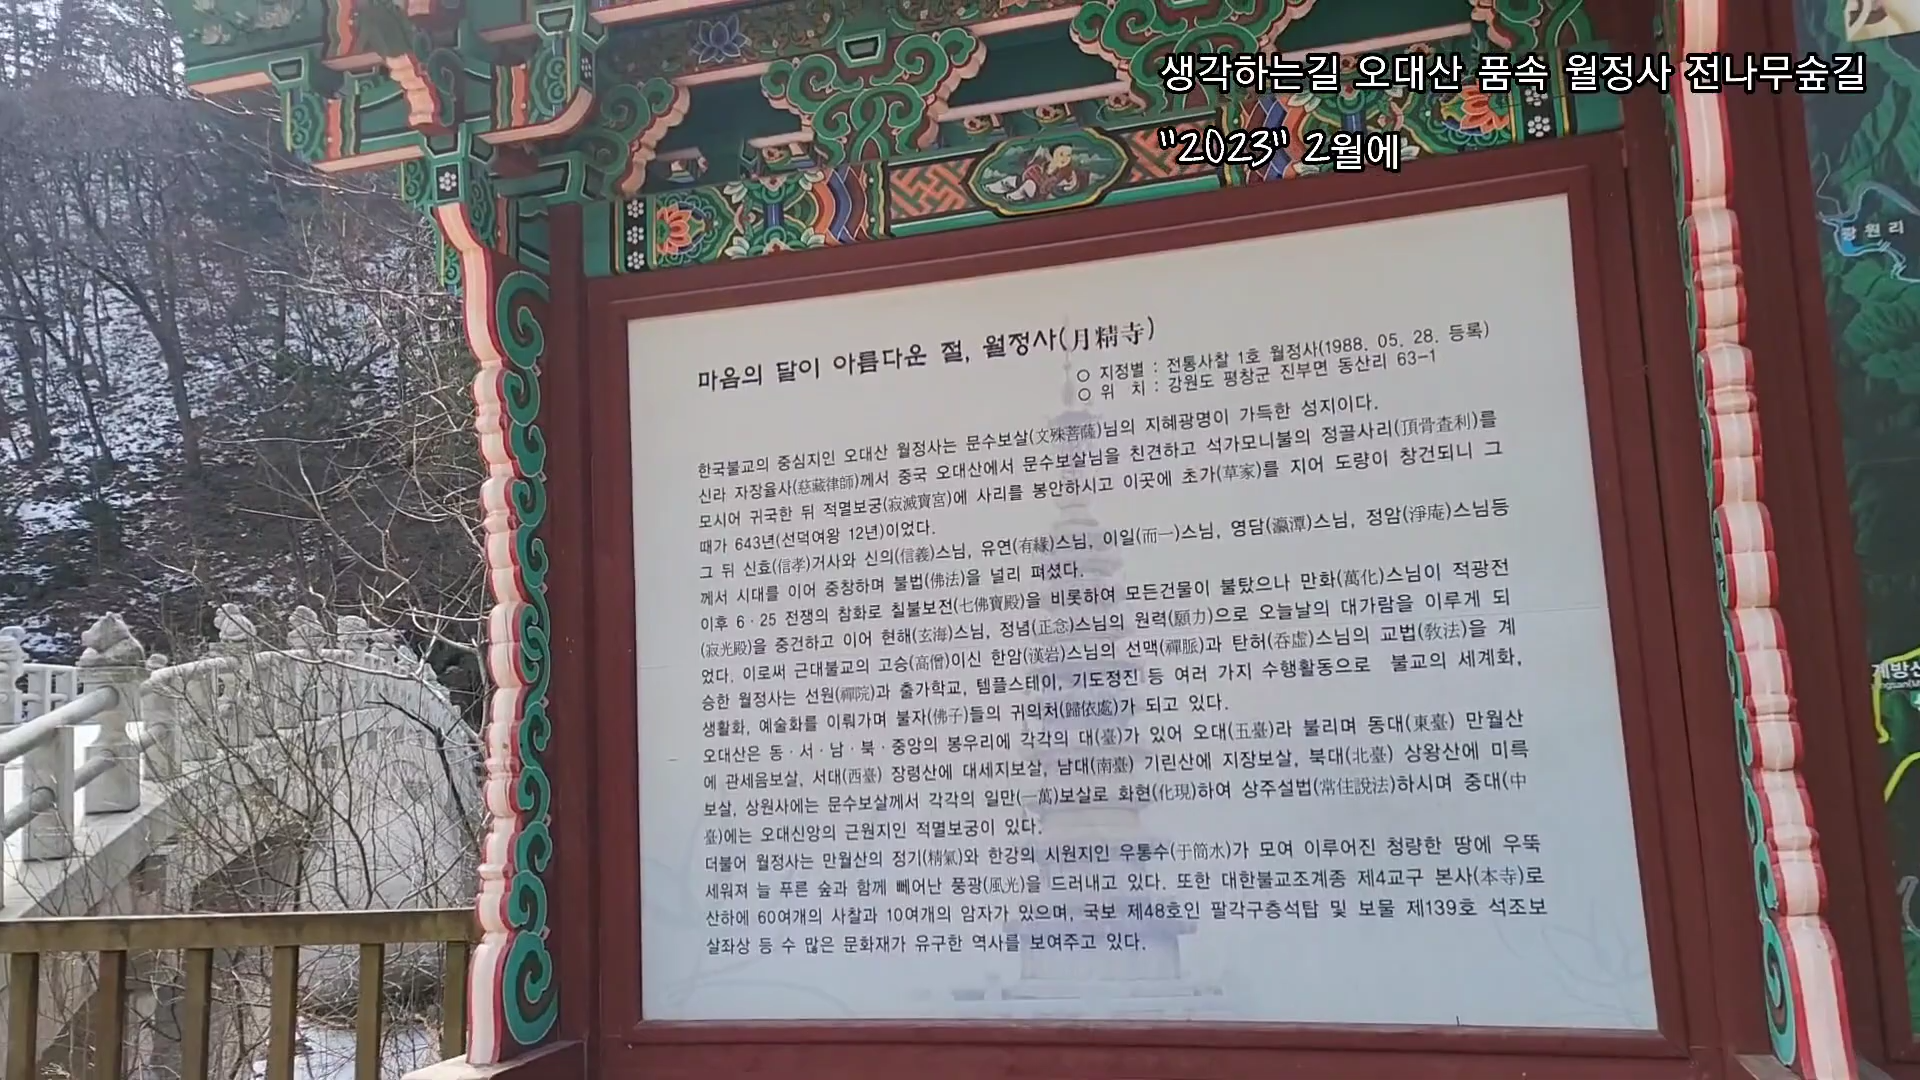 생각하는길 오대산 품속 월정사 전나무숲길
"2023" 2월에
광원리
마음의 달이 아름다운 절, 월정사(月精寺)
○ 지정별 : 전통사찰 1호 월정사(1988. 05. 28. 등록)
○ 위 치 : 강원도 평창군 진부면 동산리 63-1
한국불교의 중심지인 오대산 월정사는 문수보살(文殊菩薩)님의 지혜광명이 가득한 성지이다.
신라 자장율사(慈藏律師)께서 중국 오대산에서 문수보살님을 친견하고 석가모니불의 정골사리(頂骨査利)를
모시어 귀국한 뒤 적멸보궁(寂滅寶宮)에 사리를 봉안하시고 이곳에 초가(草家)를 지어 도량이 창건되니 그
때가 643년(선덕여왕 12년)이었다.
그 뒤 신효(信孝)거사와 신의(信義)스님, 유연(有緣)스님, 이일(而一)스님, 영담(瀛潭)스님, 정암(淨庵)스님등
께서 시대를 이어 중창하며 불법(佛法)을 널리 펴셨다.
이후 6·25 전쟁의 참화로 칠불보전(七佛寶殿)을 비롯하여 모든건물이 불탔으나 만화(萬化)스님이 적광전
(寂光殿)을 중건하고 이어 현해(玄海)스님, 정념(正念)스님의 원력(願力)으로 오늘날의 대가람을 이루게 되
었다. 이로써 근대불교의 고승(高僧)이신 한암(漢岩)스님의 선맥(禪脈)과 탄허(呑虛)스님의 교법(敎法)을 계
승한 월정사는 선원(禪院)과 출가학교, 템플스테이, 기도정진 등 여러 가지 수행활동으로 불교의 세계화,
생활화, 예술화를 이뤄가며 불자(佛子)들의 귀의처(歸依處)가 되고 있다.
오대산은 동·서·남·북·중앙의 봉우리에 각각의 대(臺)가 있어 오대(五臺)라 불리며 동대(東臺) 만월산
에 관세음보살, 서대(西臺) 장령산에 대세지보살, 남대(南臺) 기린산에 지장보살, 북대(北臺) 상왕산에 미륵
보살, 상원사에는 문수보살께서 각각의 일만(一萬)보살로 화현(化現)하여 상주설법(常住說法)하시며 중대(中
臺)에는 오대신앙의 근원지인 적멸보궁이 있다.
더불어 월정사는 만월산의 정기(精氣)와 한강의 시원지인 우통수(于筒水)가 모여 이루어진 청량한 땅에 우뚝
세워져 늘 푸른 숲과 함께 빼어난 풍광(風光)을 드러내고 있다. 또한 대한불교조계종 제4교구 본사(本寺)로
산하에 60여개의 사찰과 10여개의 암자가 있으며, 국보 제48호인 팔각구층석탑 및 보물 제139호 석조보
살좌상 등 수 많은 문화재가 유구한 역사를 보여주고 있다.
계방산